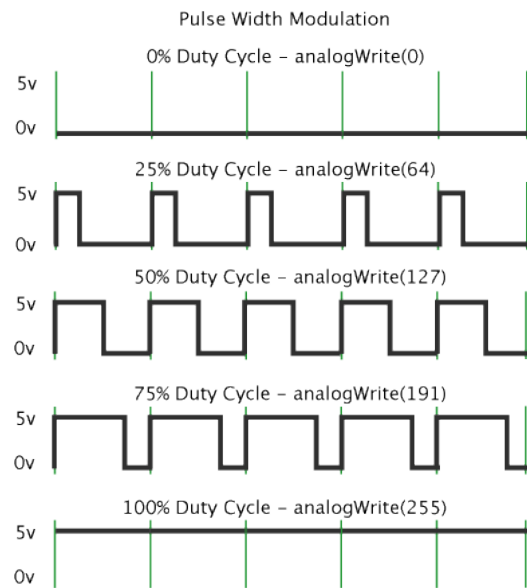 Pulse Width Modulation
0% Duty Cycle – analogWrite(0)
5v
0v
25% Duty Cycle – analogWrite(64)
5v
0v
50% Duty Cycle – analogWrite(127)
5v
0v
75% Duty Cycle – analogWrite(191)
5v
0v
100% Duty Cycle – analogWrite(255)
5v
0v